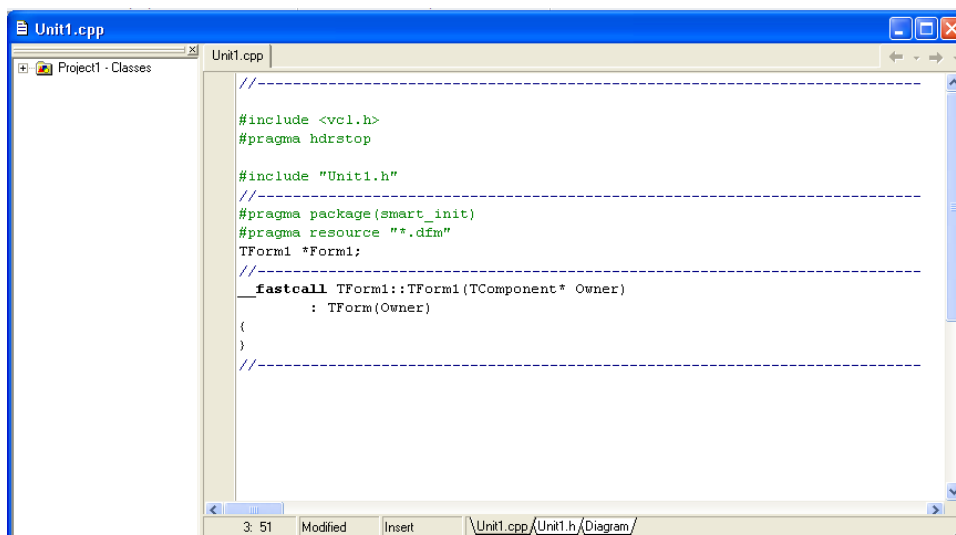 Unit1.cpp
Project1 - Classes
Unit1.cpp
//---------------------------------------------------------------------------
#include <vcl.h>
#pragma hdrstop
#include "Unit1.h"
//---------------------------------------------------------------------------
#pragma package(smart_init)
#pragma resource "*.dfm"
TForm1 *Form1;
//---------------------------------------------------------------------------
__fastcall TForm1::TForm1(TComponent* Owner)
: TForm(Owner)
{
}
//---------------------------------------------------------------------------
3: 51 Modified Insert \Unit1.cpp/Unit1.h/Diagram/